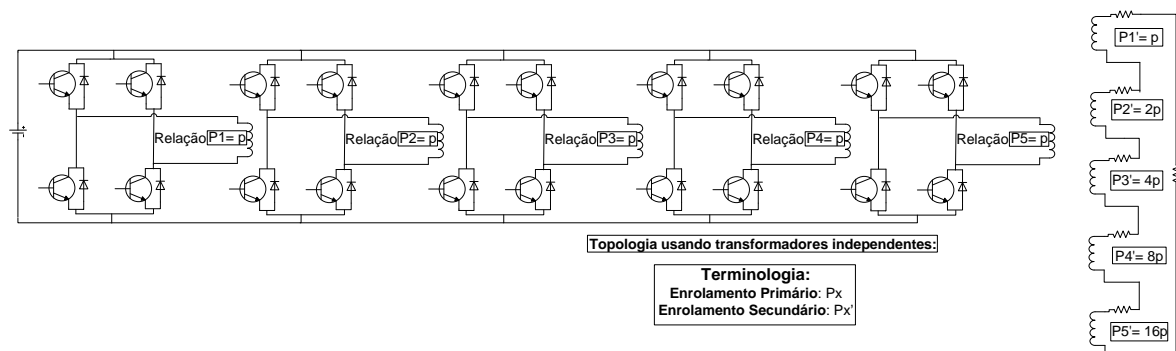 Relação P1= p
Relação P2= p
Relação P3= p
Relação P4= p
Relação P5= p
P1'= p
P2'= 2p
P3'= 4p
P4'= 8p
P5'= 16p
Topologia usando transformadores independentes:
Terminologia:
Enrolamento Primário: Px
Enrolamento Secundário: Px'